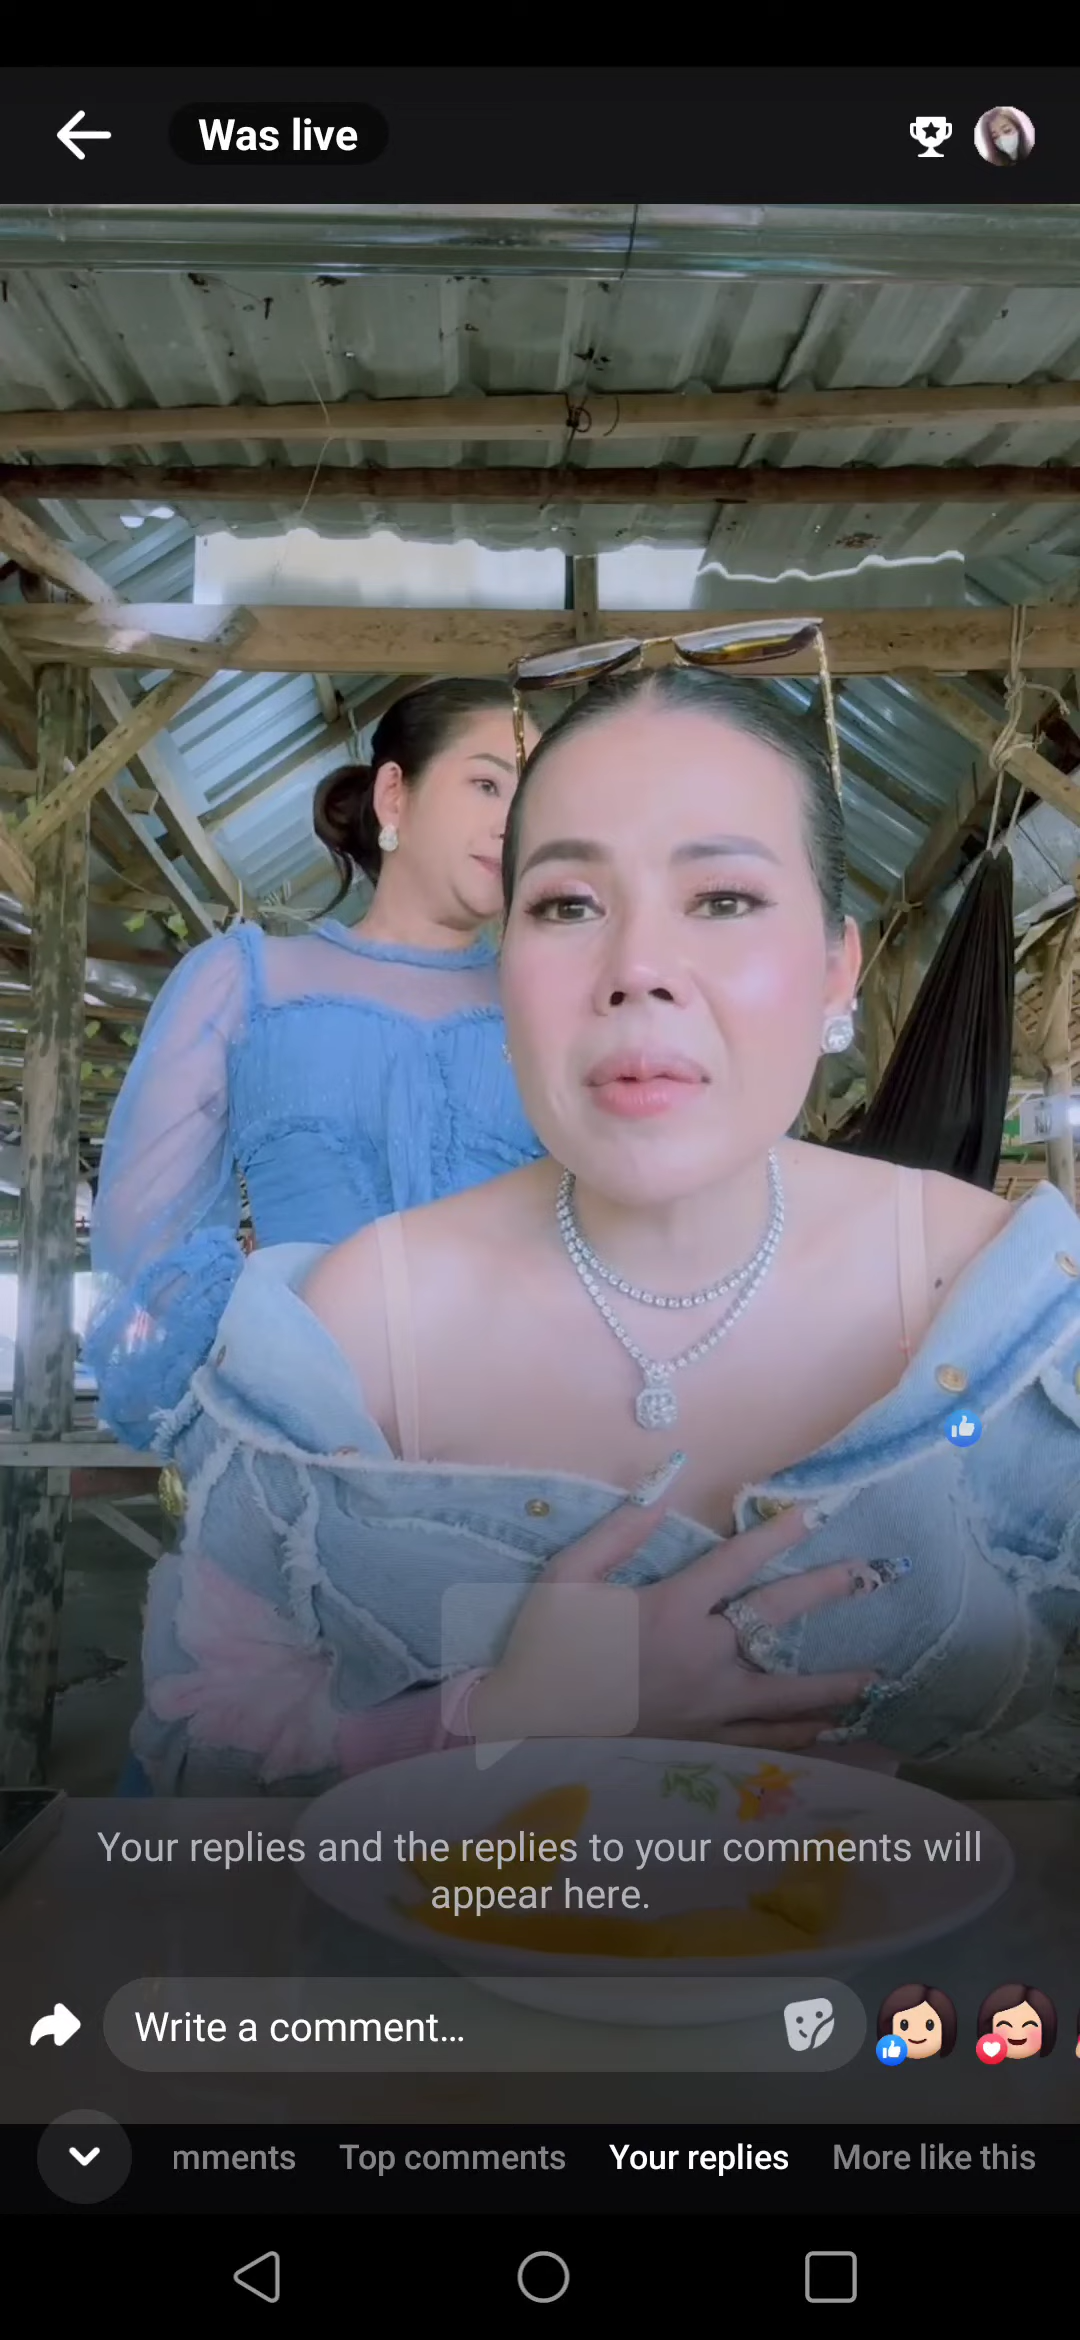 Was live
Your replies and the replies to your comments will
appear here.
Write a comment...
mments
Top comments
Your replies
More like this